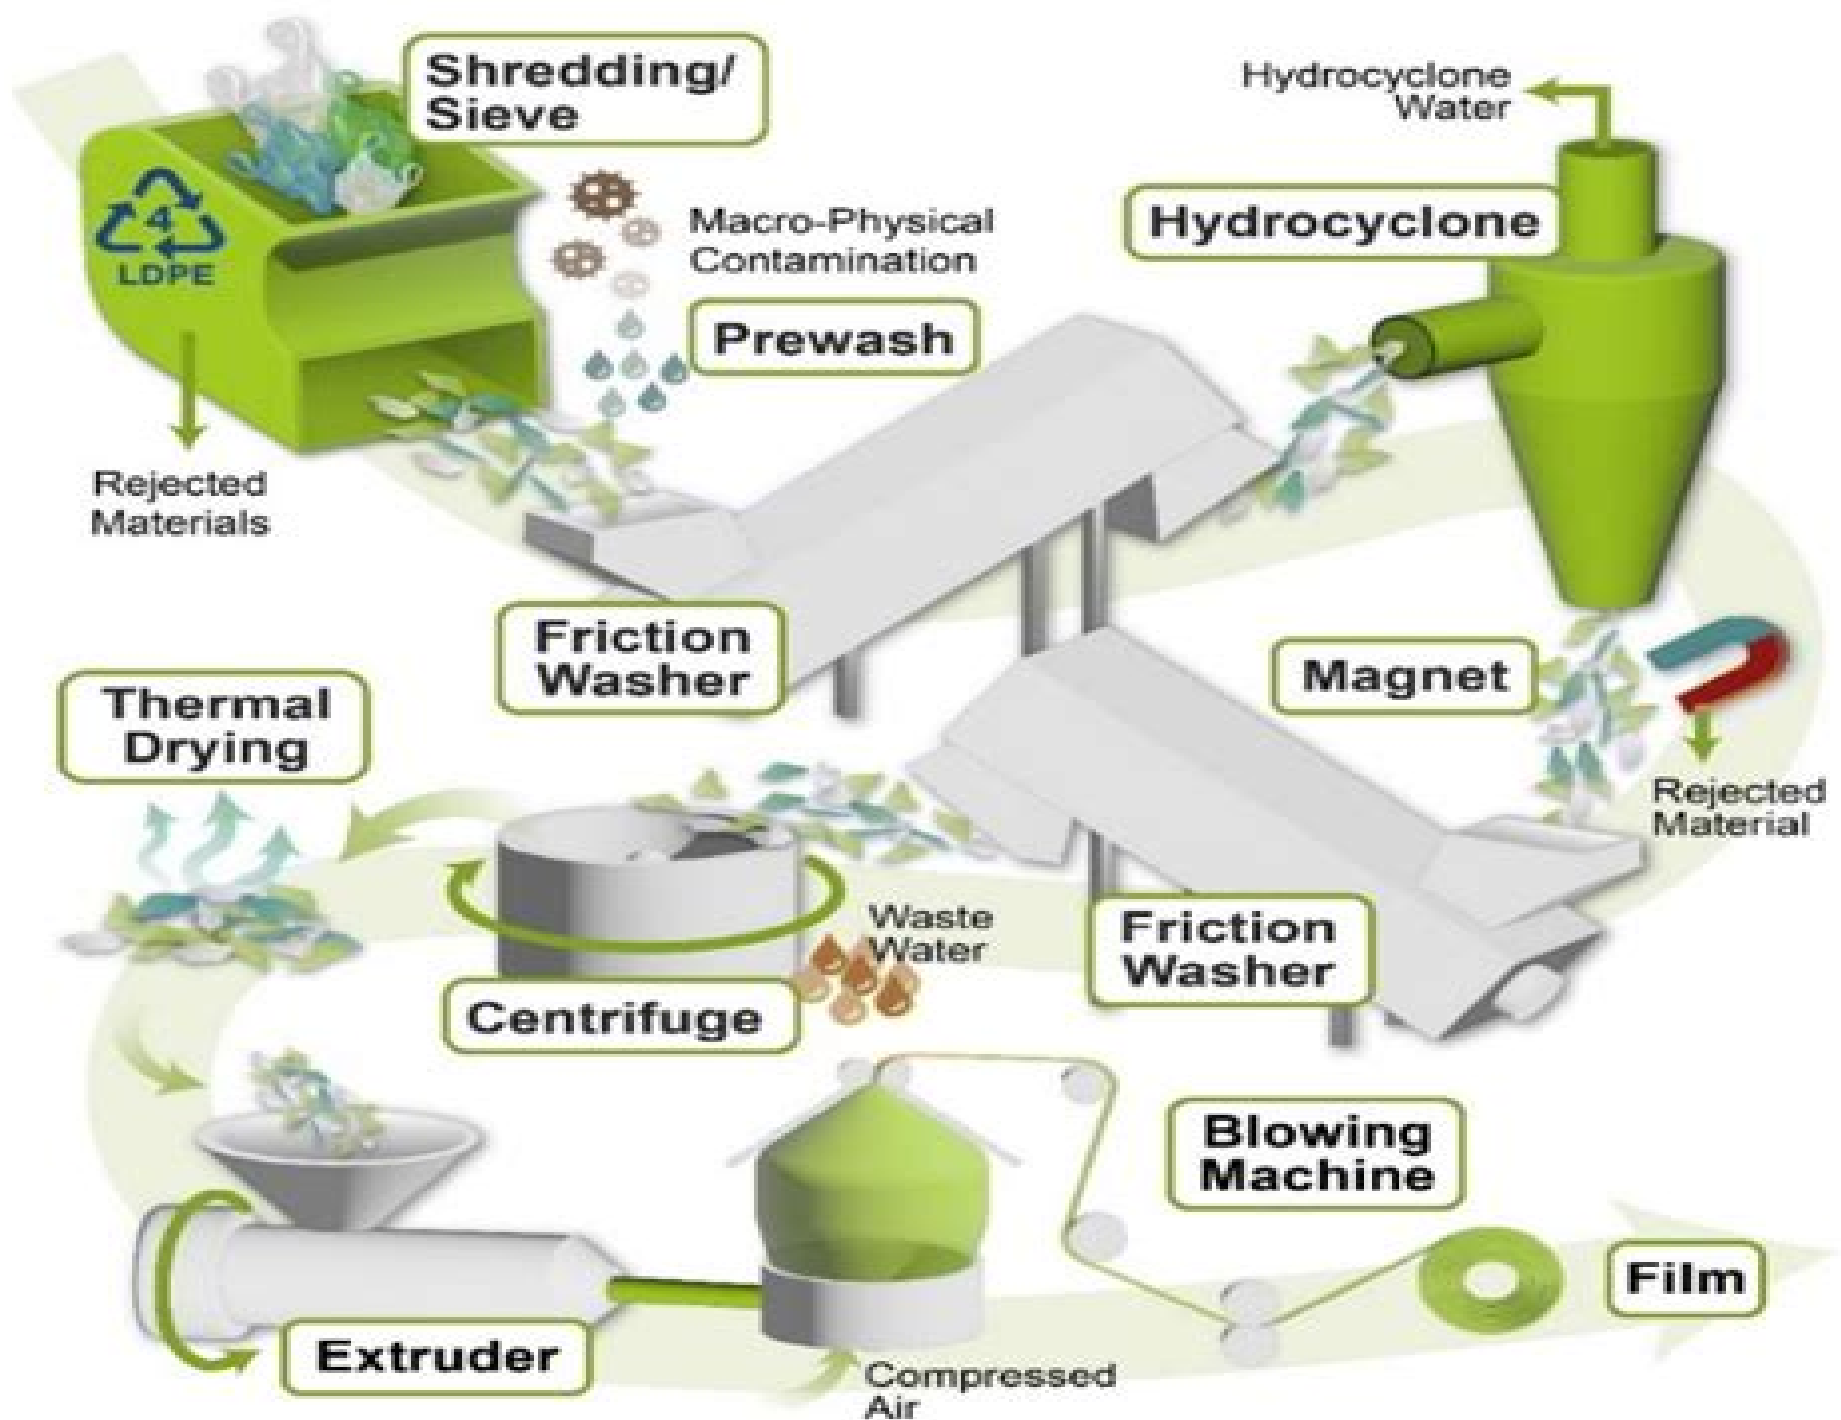 Shredding/
Sieve
4
LDPE
Macro-Physical
Contamination
Prewash
Rejected
Materials
Hydrocyclone
Water
Hydrocyclone
Friction
Washer
Magnet
Rejected
Material
Thermal
Drying
Waste
Water
Centrifuge
Friction
Washer
Blowing
Machine
Extruder
Compressed
Air
Film